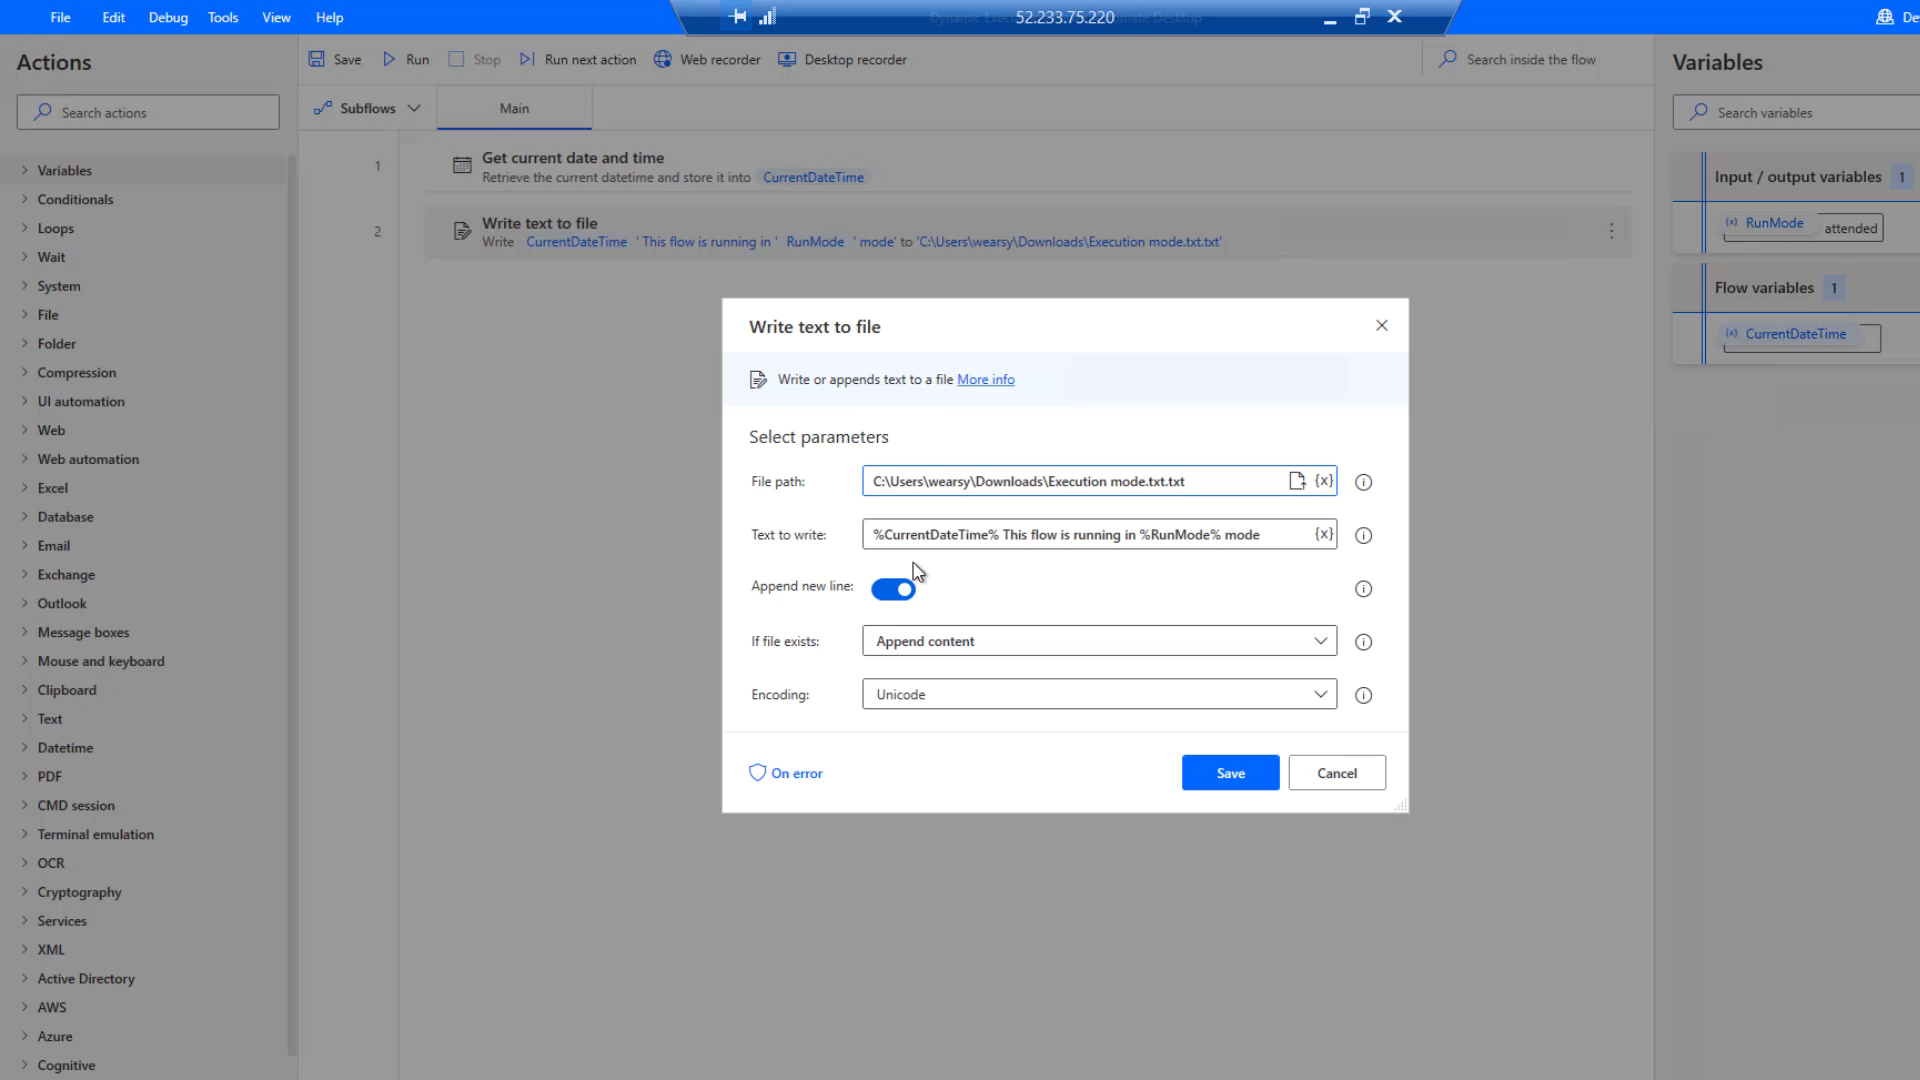 File Edit Debug Tools View Help
52.233.75.220
De
Actions
Search actions
Variables
Conditionals
Loops
Wait
System
File
Folder
Compression
UI automation
Web
Web automation
Excel
Database
Email
Exchange
Outlook
Message boxes
Mouse and keyboard
Clipboard
Text
Datetime
PDF
CMD session
Terminal emulation
OCR
Cryptography
Services
XML
Active Directory
AWS
Azure
Cognitive
Save Run Stop Run next action Web recorder Desktop recorder
Search inside the flow
Subflows Main
1
Get current date and time
Retrieve the current datetime and store it into CurrentDateTime
2
Write text to file
Write CurrentDateTime ' This flow is running in ' RunMode ' mode' to 'C:\Users\wearsy\Downloads\Execution mode.txt.txt'
Write text to file
Write or appends text to a file More info
Select parameters
File path: C:\Users\wearsy\Downloads\Execution mode.txt.txt {x}
Text to write: %CurrentDateTime% This flow is running in %RunMode% mode {x}
Append new line:
If file exists: Append content
Encoding: Unicode
On error
Save Cancel
Variables
Search variables
Input / output variables 1
(x) RunMode attended
Flow variables 1
(x) CurrentDateTime